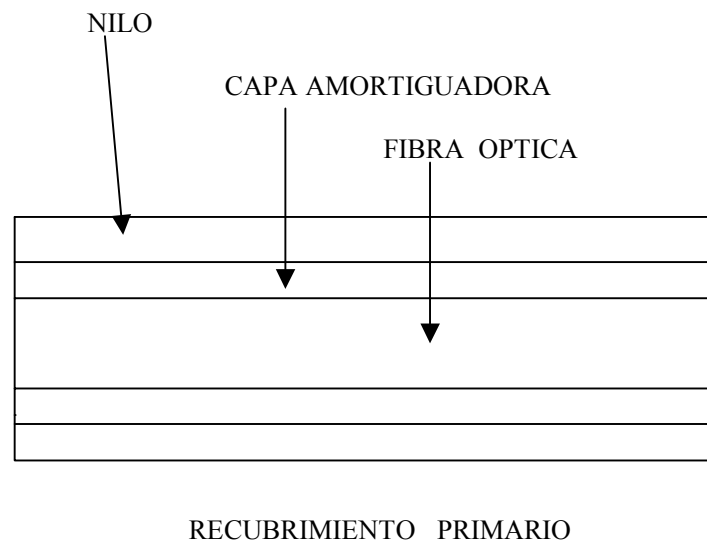 NILO
CAPA AMORTIGUADORA
FIBRA OPTICA
RECUBRIMIENTO PRIMARIO